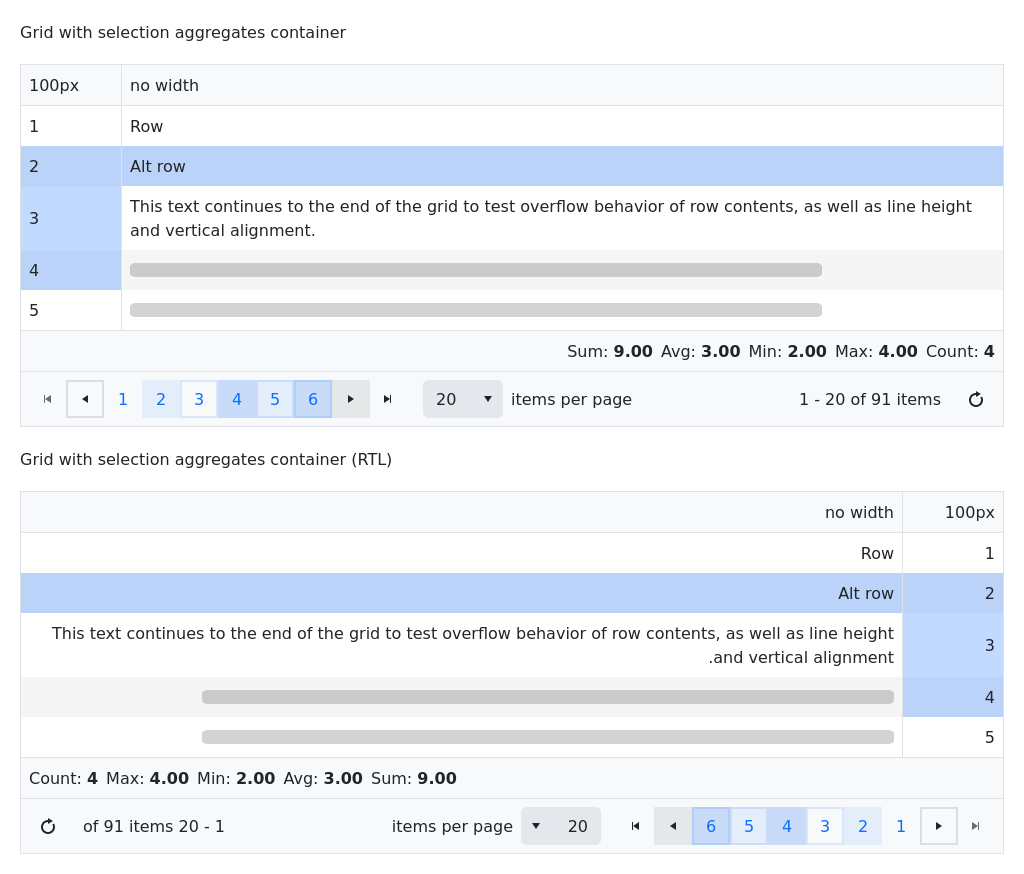 Grid with selection aggregates container
100px no width
1 Row
2 Alt row
3 This text continues to the end of the grid to test overflow behavior of row contents, as well as line height
and vertical alignment.
4
5
Sum: 9.00 Avg: 3.00 Min: 2.00 Max: 4.00 Count: 4
1 2 3 4 5 6 20 items per page 1 - 20 of 91 items
Grid with selection aggregates container (RTL)
no width 100px
Row 1
Alt row 2
This text continues to the end of the grid to test overflow behavior of row contents, as well as line height 3
.and vertical alignment
4
5
Count: 4 Max: 4.00 Min: 2.00 Avg: 3.00 Sum: 9.00
of 91 items 20 - 1 items per page 20 6 5 4 3 2 1